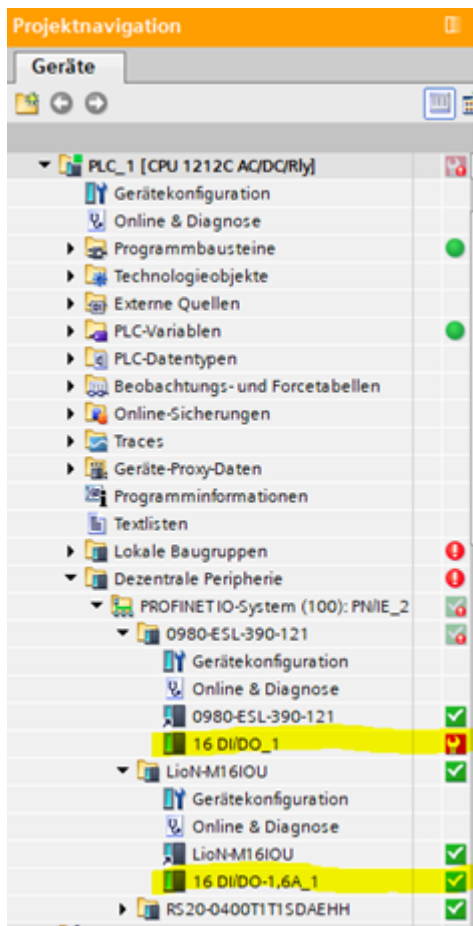 Projektnavigation
Geräte
PLC_1 [CPU 1212C AC/DC/Rly]
Gerätekonfiguration
Online & Diagnose
Programmbausteine
Technologieobjekte
Externe Quellen
PLC-Variablen
PLC-Datentypen
Beobachtungs- und Forcetabellen
Online-Sicherungen
Traces
Geräte-Proxy-Daten
Programminformationen
Textlisten
Lokale Baugruppen
Dezentrale Peripherie
PROFINET IO-System (100): PN/IE_2
0980-ESL-390-121
Gerätekonfiguration
Online & Diagnose
0980-ESL-390-121
16 DI/DO_1
LioN-M16IOU
Gerätekonfiguration
Online & Diagnose
LioN-M16IOU
16 DI/DO-1,6A_1
RS20-0400T1T1SDAEHH